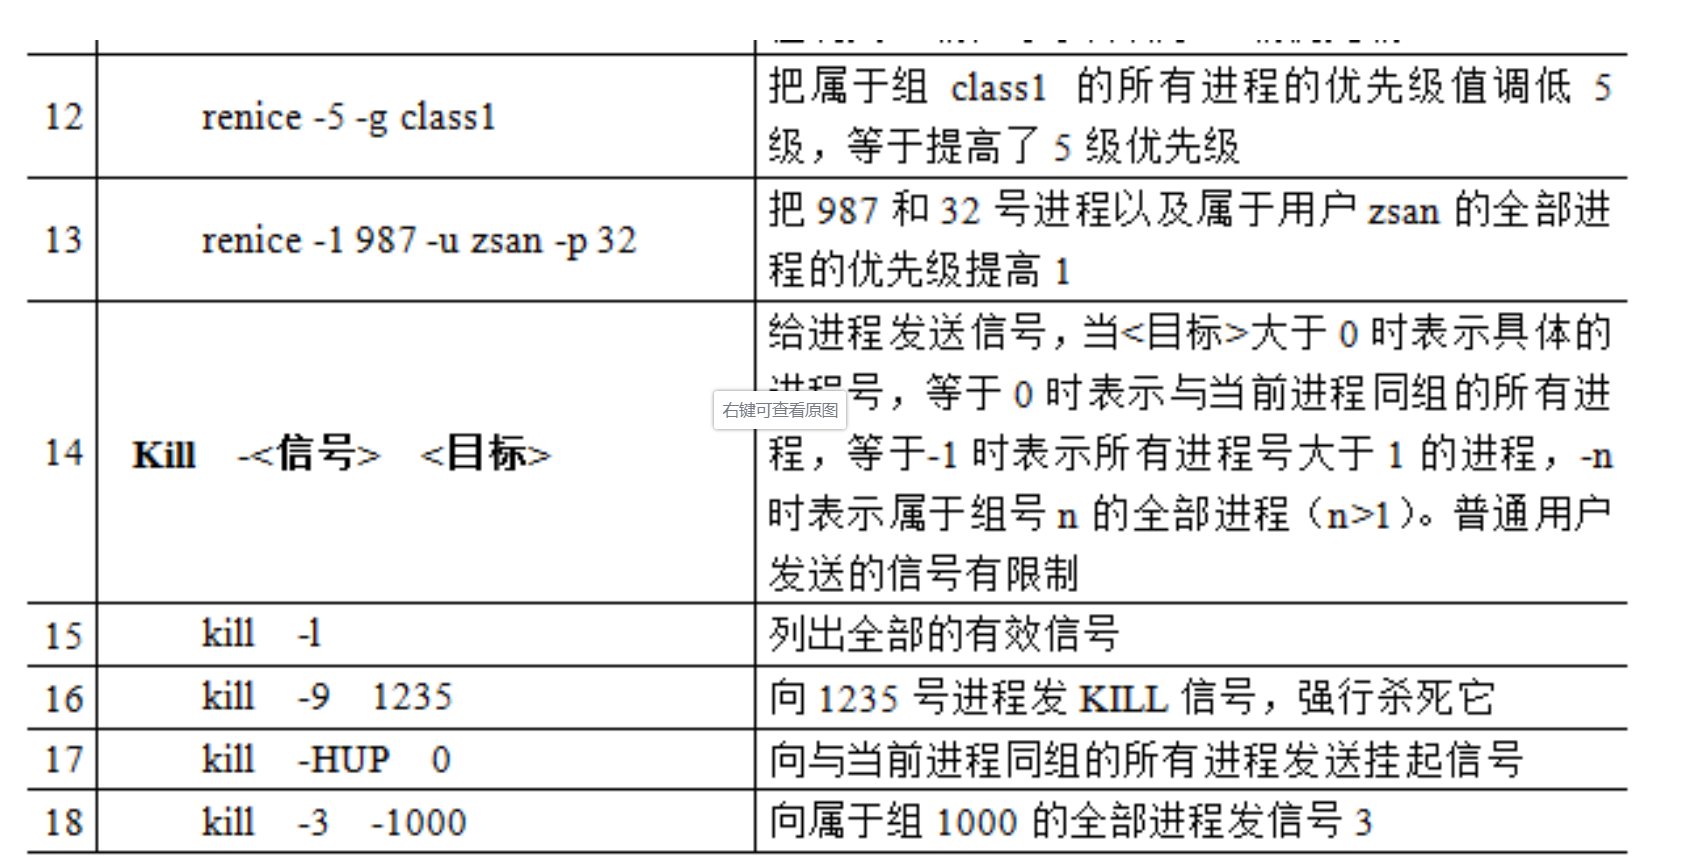 12
renice -5 -g class1
把属于组 class1 的所有进程的优先级值调低 5
级，等于提高了 5 级优先级
13
renice -1 987 -u zsan -p 32
把 987 和 32 号进程以及属于用户 zsan 的全部进
程的优先级提高 1
14
Kill -<信号> <目标>
给进程发送信号，当<目标>大于 0 时表示具体的
号，等于 0 时表示与当前进程同组的所有进
程，等于-1 时表示所有进程号大于 1 的进程，-n
时表示属于组号 n 的全部进程（n>1）。普通用户
发送的信号有限制
右键可查看原图
15
kill -l
列出全部的有效信号
16
kill -9 1235
向 1235 号进程发 KILL 信号，强行杀死它
17
kill -HUP 0
向与当前进程同组的所有进程发送挂起信号
18
kill -3 -1000
向属于组 1000 的全部进程发信号 3